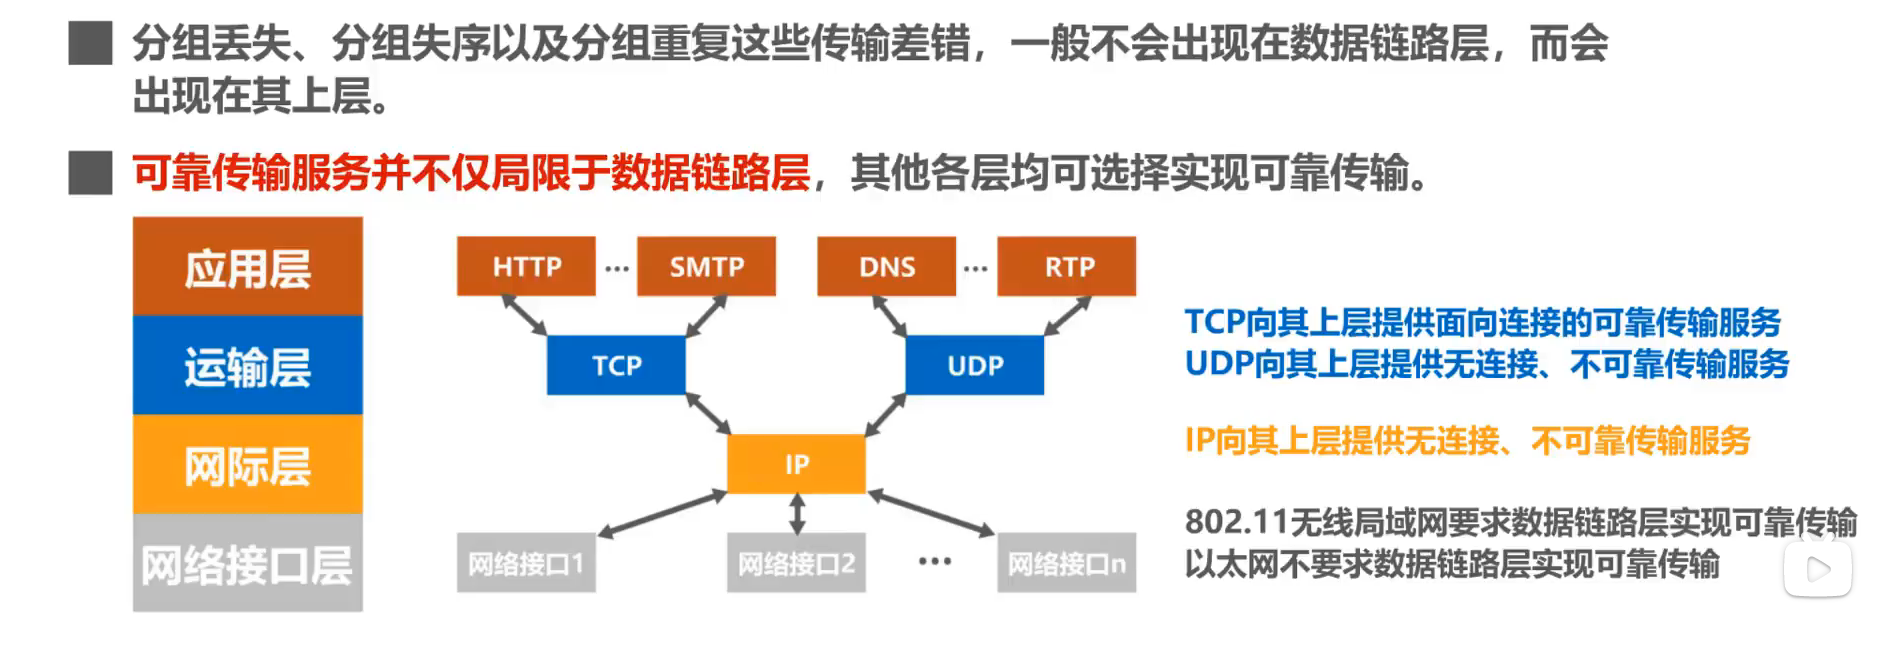 分组丢失、分组失序以及分组重复这些传输差错，一般不会出现在数据链路层，而会
出现在其上层。
可靠传输服务并不仅局限于数据链路层，其他各层均可选择实现可靠传输。
应用层
HTTP ... SMTP DNS ... RTP
运输层
TCP UDP
TCP向其上层提供面向连接的可靠传输服务
UDP向其上层提供无连接、不可靠传输服务
网际层
IP
IP向其上层提供无连接、不可靠传输服务
网络接口层
网络接口1 网络接口2 ... 网络接口n
802.11无线局域网要求数据链路层实现可靠传输
以太网不要求数据链路层实现可靠传输